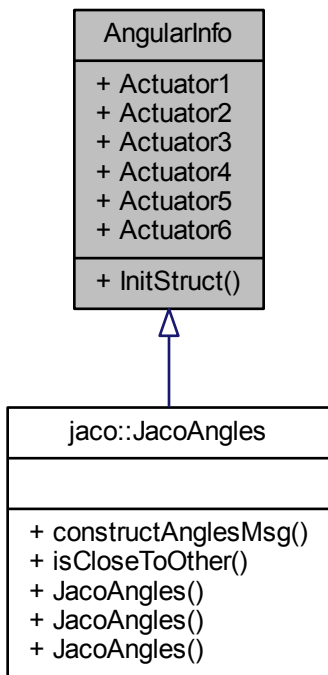 AngularInfo
+ Actuator1
+ Actuator2
+ Actuator3
+ Actuator4
+ Actuator5
+ Actuator6
+ InitStruct()
jaco::JacoAngles
+ constructAnglesMsg()
+ isCloseToOther()
+ JacoAngles()
+ JacoAngles()
+ JacoAngles()